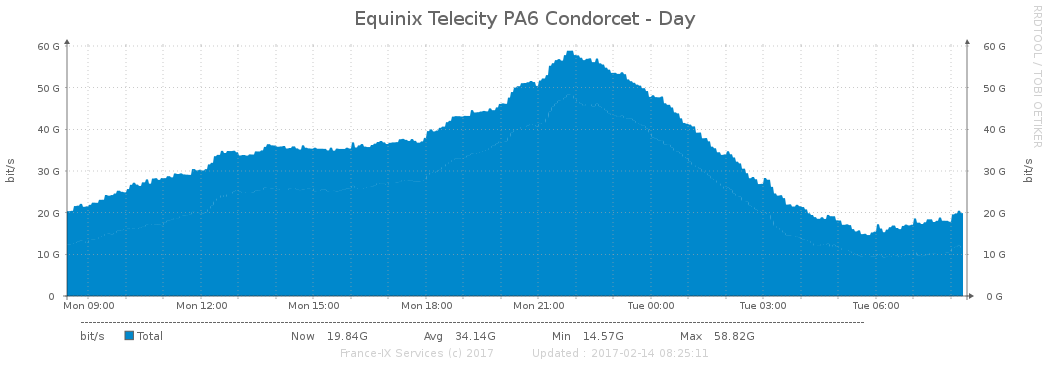 Equinix Telecity PA6 Condorcet - Day
RRDTOOL / TOBI OETIKER
bit/s
bit/s
60 G 60 G
50 G 50 G
40 G 40 G
30 G 30 G
20 G 20 G
10 G 10 G
0 0 G
Mon 09:00 Mon 12:00 Mon 15:00 Mon 18:00 Mon 21:00 Tue 00:00 Tue 03:00 Tue 06:00
bit/s Total Now 19.84G Avg 34.14G Min 14.57G Max 58.82G
France-IX Services (c) 2017 Updated : 2017-02-14 08:25:11